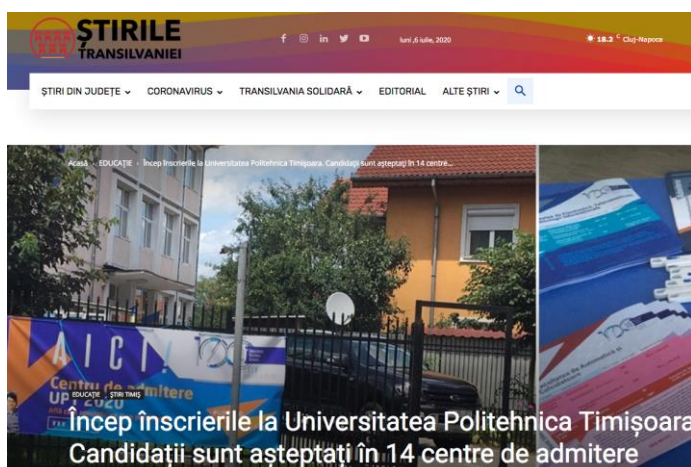 ȘTIRILE
TRANSILVANIEI
luni ,6 iulie, 2020
18.2 C Cluj-Napoca
ȘTIRI DIN JUDEȚE
CORONAVIRUS
TRANSILVANIA SOLIDARĂ
EDITORIAL
ALTE ȘTIRI
Acasă › EDUCAȚIE › Încep înscrierile la Universitatea Politehnica Timișoara. Candidații sunt așteptați în 14 centre...
AICI!
Centru de admitere
UPT 2020
EDUCAȚIE ȘTIRI TIMIȘ
Încep înscrierile la Universitatea Politehnica Timișoara
Candidații sunt așteptați în 14 centre de admitere